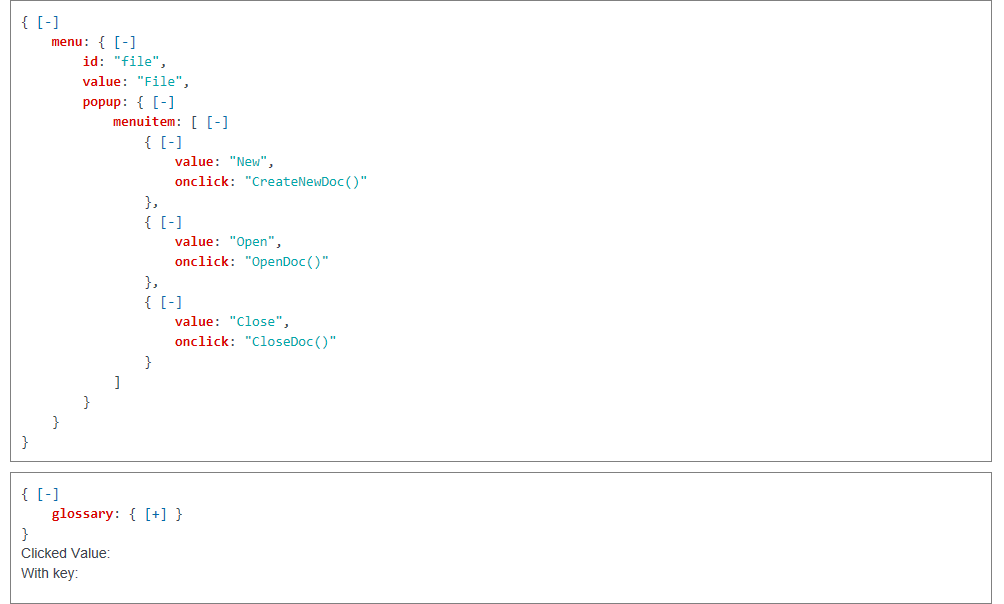 { [-]
    menu: { [-]
        id: "file",
        value: "File",
        popup: { [-]
            menuitem: [ [-]
                { [-]
                    value: "New",
                    onclick: "CreateNewDoc()"
                },
                { [-]
                    value: "Open",
                    onclick: "OpenDoc()"
                },
                { [-]
                    value: "Close",
                    onclick: "CloseDoc()"
                }
            ]
        }
    }
}
{ [-]
    glossary: { [+] }
}
Clicked Value:
With key: